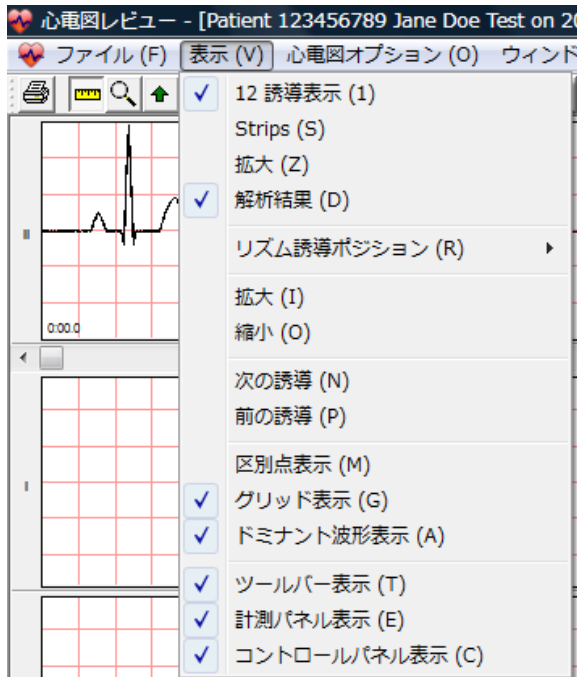 心電図レビュー - [Patient 123456789 Jane Doe Test on 20
ファイル (F) 表示 (V) 心電図オプション (O) ウィンド
12 誘導表示 (1)
Strips (S)
拡大 (Z)
解析結果 (D)
リズム誘導ポジション (R)
拡大 (I)
縮小 (O)
次の誘導 (N)
前の誘導 (P)
区別点表示 (M)
グリッド表示 (G)
ドミナント波形表示 (A)
ツールバー表示 (T)
計測パネル表示 (E)
コントロールパネル表示 (C)
II
0:00.0
I